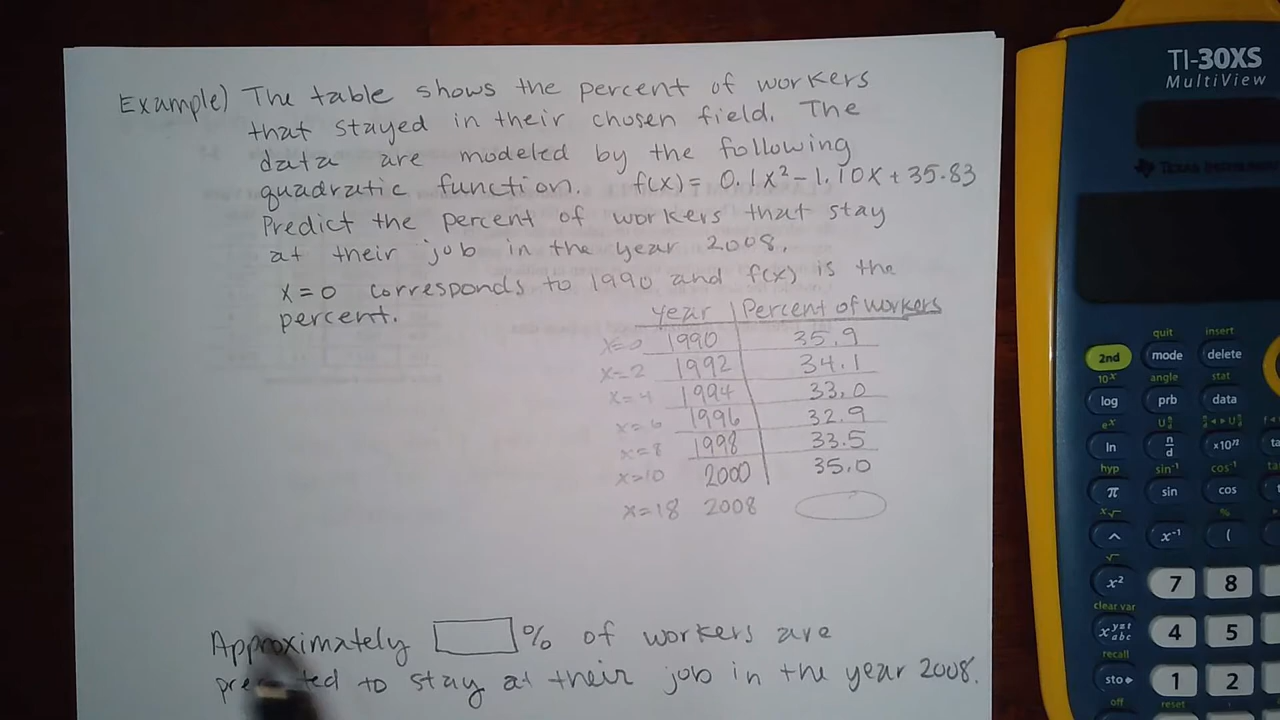 Example) The table shows the percent of workers
that stayed in their chosen field. The
data are modeled by the following
quadratic function. f(x) = 0.1x² - 1.10x + 35.83
Predict the percent of workers that stay
at their job in the year 2008.
x = 0 corresponds to 1990 and f(x) is the
percent.
year | Percent of workers
x=0 1990 35.9
x=2 1992 34.1
x=4 1994 33.0
x=6 1996 32.9
x=8 1998 33.5
x=10 2000 35.0
x=18 2008
Approximately % of workers are
to stay at their job in the year 2008.
TI-30XS
MultiView
quit insert
2nd mode delete
10ˣ angle stat
log prb data
eˣ
ln n/d ×10ⁿ
hyp sin⁻¹ cos⁻¹
π sin cos
ˣ√ %
^ x⁻¹ (
√
x² 7 8
clear var
x yzt abc 4 5
recall
sto▸ 1 2
off reset